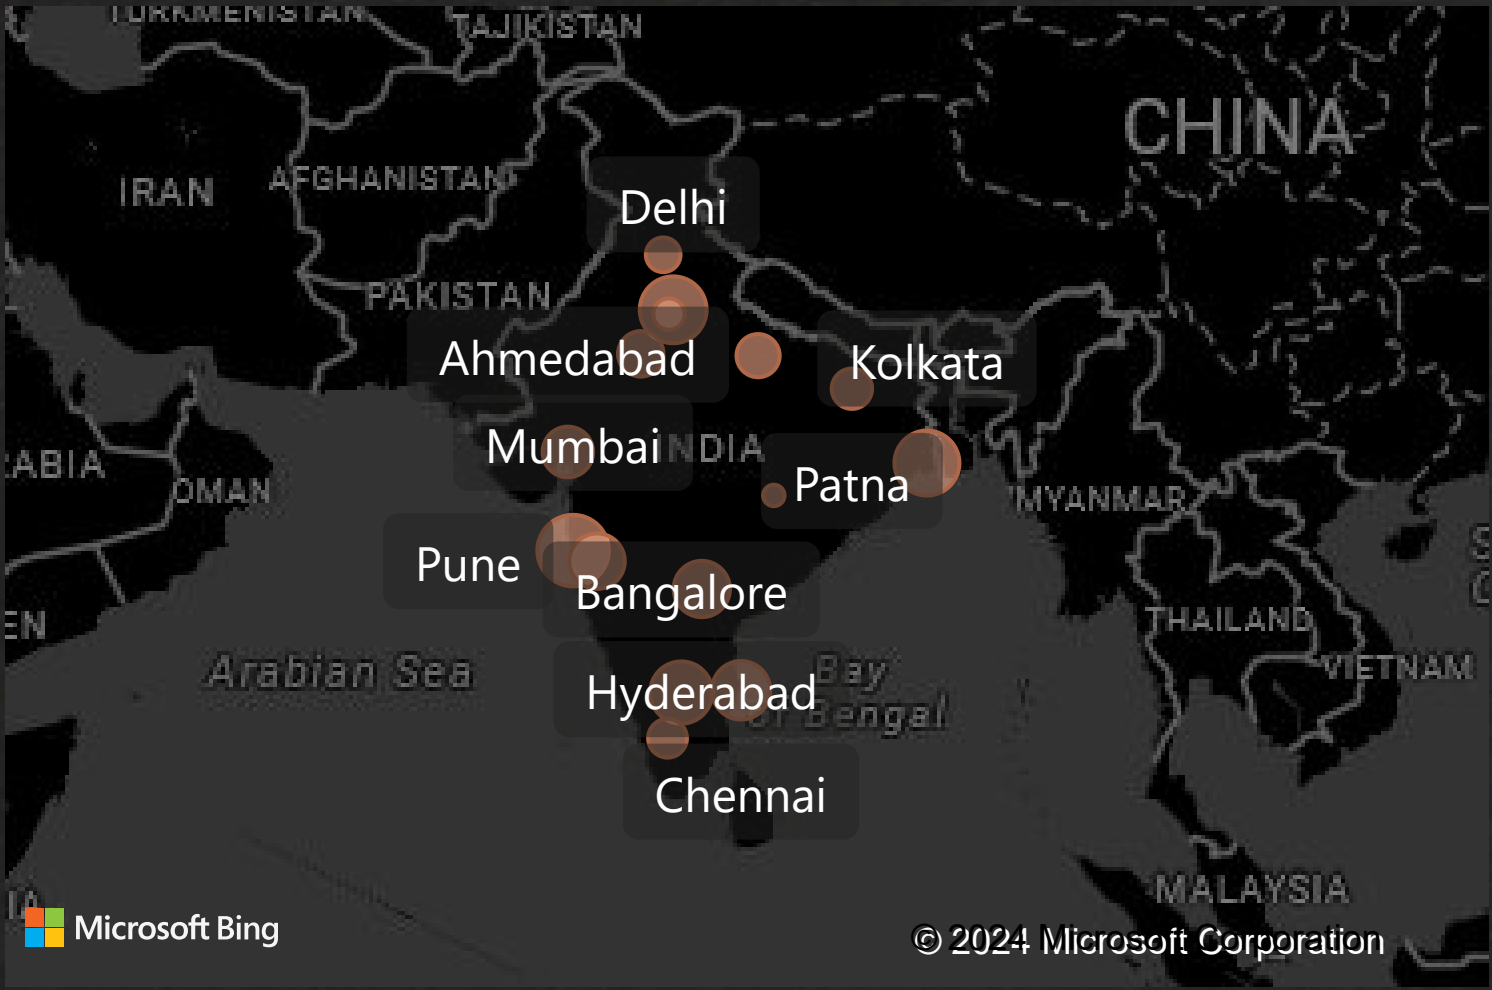 TURKMENISTAN
TAJIKISTAN
CHINA
IRAN
AFGHANISTAN
Delhi
PAKISTAN
Ahmedabad
Kolkata
Mumbai
INDIA
ABIA
OMAN
Patna
MYANMAR
Pune
Bangalore
EN
THAILAND
VIETNAM
Arabian Sea
Bay
of Bengal
Hyderabad
Chennai
MALAYSIA
IA
Microsoft Bing
© 2024 Microsoft Corporation